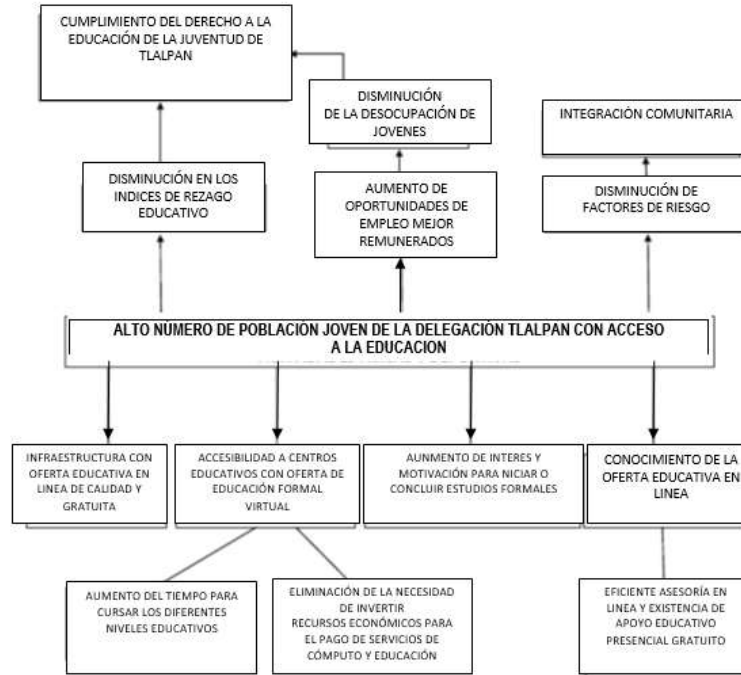 CUMPLIMIENTO DEL DERECHO A LA
EDUCACIÓN DE LA JUVENTUD DE
TLALPAN
DISMINUCIÓN
DE LA DESOCUPACIÓN DE
JOVENES
INTEGRACIÓN COMUNITARIA
DISMINUCIÓN EN LOS
INDICES DE REZAGO
EDUCATIVO
AUMENTO DE
OPORTUNIDADES DE
EMPLEO MEJOR
REMUNERADOS
DISMINUCIÓN DE
FACTORES DE RIESGO
ALTO NÚMERO DE POBLACIÓN JOVEN DE LA DELEGACIÓN TLALPAN CON ACCESO
A LA EDUCACION
INFRAESTRUCTURA CON
OFERTA EDUCATIVA EN
LINEA DE CALIDAD Y
GRATUITA
ACCESIBILIDAD A CENTROS
EDUCATIVOS CON OFERTA DE
EDUCACIÓN FORMAL
VIRTUAL
AUNMENTO DE INTERES Y
MOTIVACIÓN PARA NICIAR O
CONCLUIR ESTUDIOS FORMALES
CONOCIMIENTO DE LA
OFERTA EDUCATIVA EN
LINEA
AUMENTO DEL TIEMPO PARA
CURSAR LOS DIFERENTES
NIVELES EDUCATIVOS
ELIMINACIÓN DE LA NECESIDAD
DE INVERTIR
RECURSOS ECONÓMICOS PARA
EL PAGO DE SERVICIOS DE
CÓMPUTO Y EDUCACIÓN
EFICIENTE ASESORÍA EN
LINEA Y EXISTENCIA DE
APOYO EDUCATIVO
PRESENCIAL GRATUITO